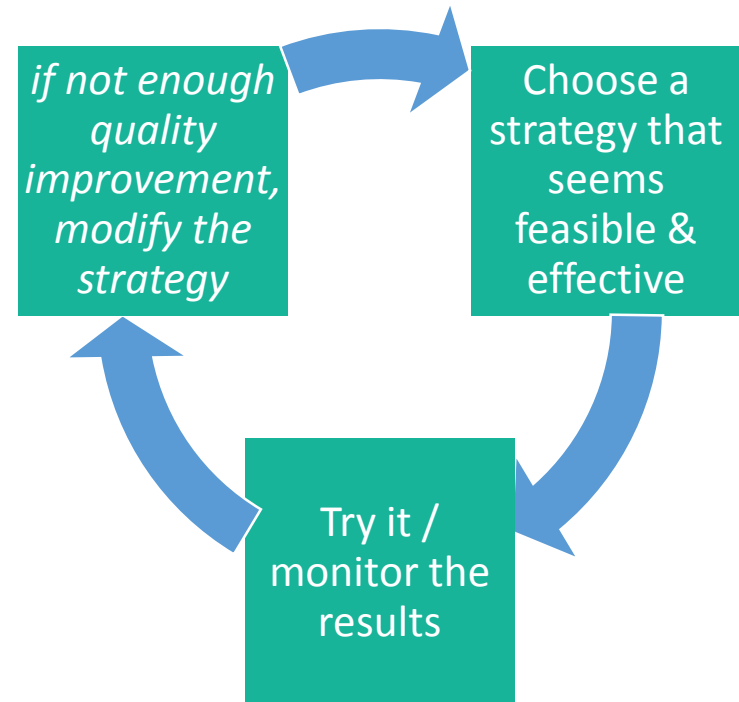 if not enough
quality
improvement,
modify the
strategy
Choose a
strategy that
seems
feasible &
effective
Try it /
monitor the
results